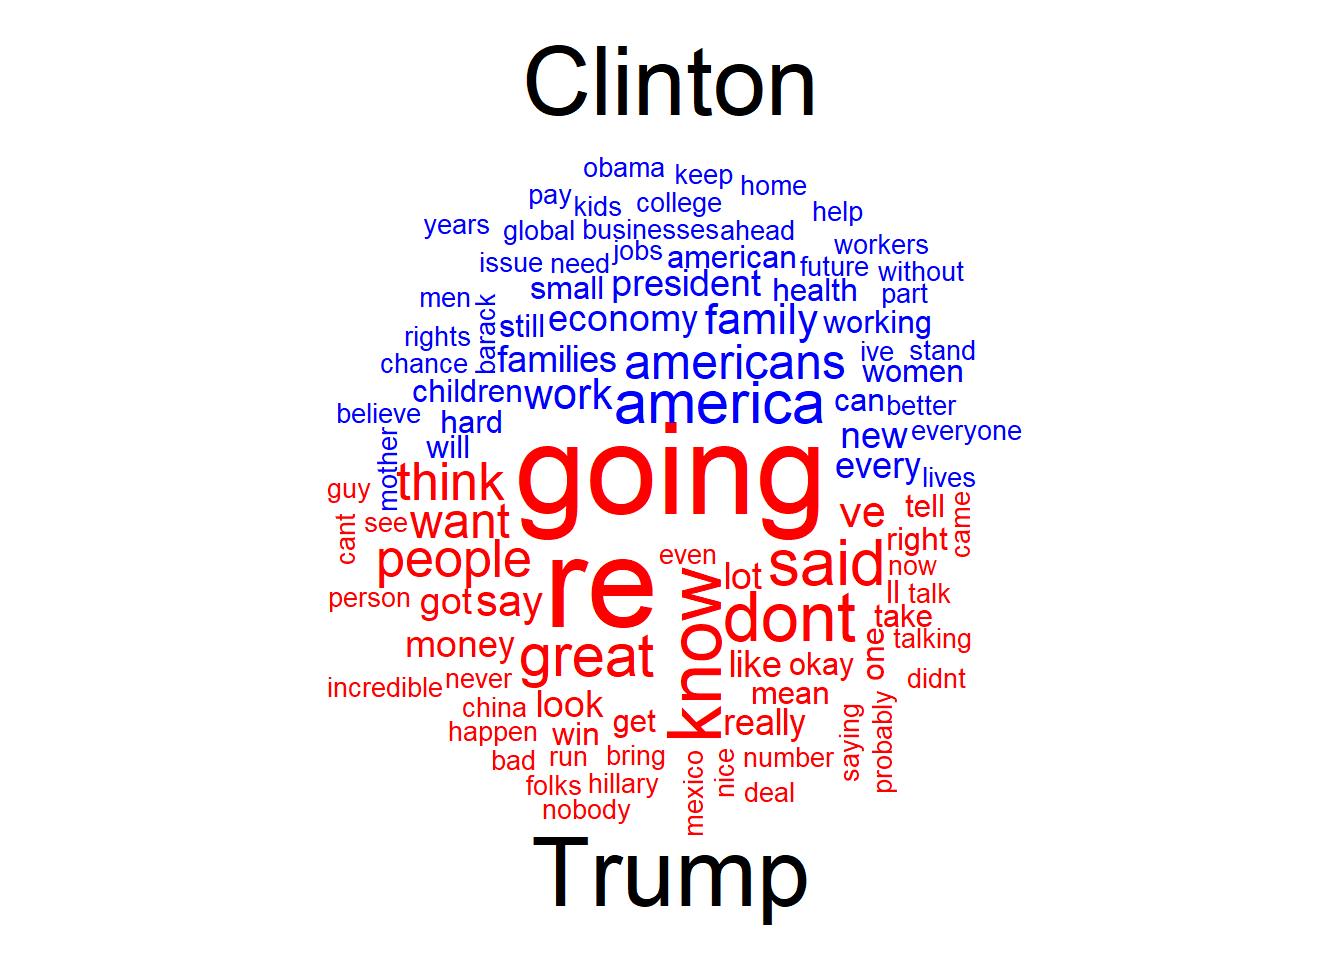 Clinton
obama keep home
pay kids college help
years global businesses ahead
jobs workers
issue need american future without
men small president health part
barack
rights still economy family working
chance families americans ive stand
women
children work america can better
believe hard new everyone
mother will going every lives
guy think
cant see want ve tell came
people re even said right
lot now
person got say know dont ll talk
take
money great like okay one talking
incredible never mean didnt
china look get really saying probably
happen win
bad run bring mexico nice number
folks hillary deal
nobody
Trump